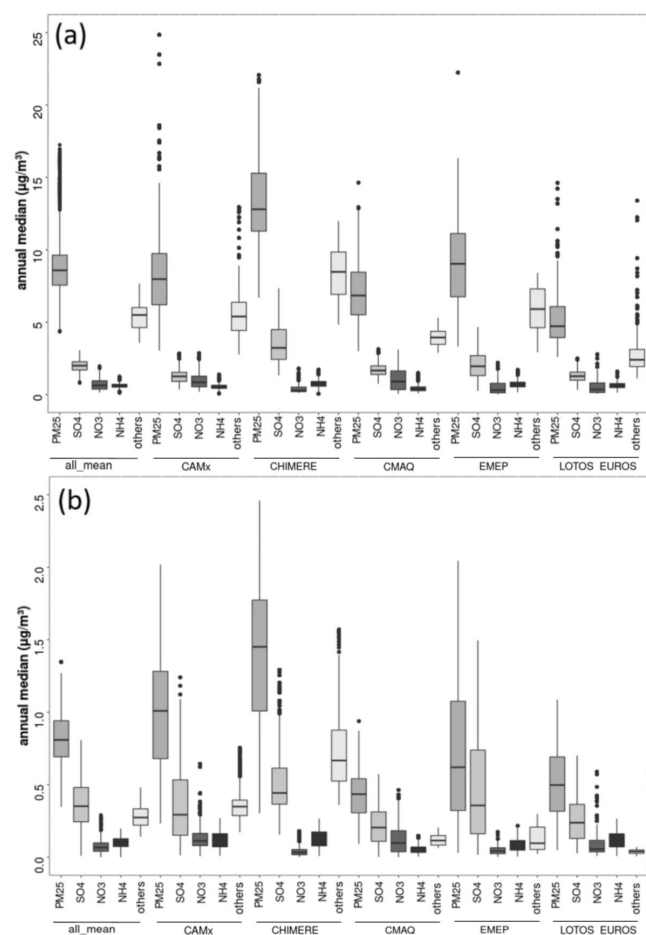 (a)
annual median (µg/m³)
25
20
15
10
5
0
PM25 SO4 NO3 NH4 others PM25 SO4 NO3 NH4 others PM25 SO4 NO3 NH4 others PM25 SO4 NO3 NH4 others PM25 SO4 NO3 NH4 others PM25 SO4 NO3 NH4 others
all_mean CAMx CHIMERE CMAQ EMEP LOTOS EUROS
(b)
annual median (µg/m³)
2.5
2.0
1.5
1.0
0.5
0.0
PM25 SO4 NO3 NH4 others PM25 SO4 NO3 NH4 others PM25 SO4 NO3 NH4 others PM25 SO4 NO3 NH4 others PM25 SO4 NO3 NH4 others PM25 SO4 NO3 NH4 others
all_mean CAMx CHIMERE CMAQ EMEP LOTOS EUROS